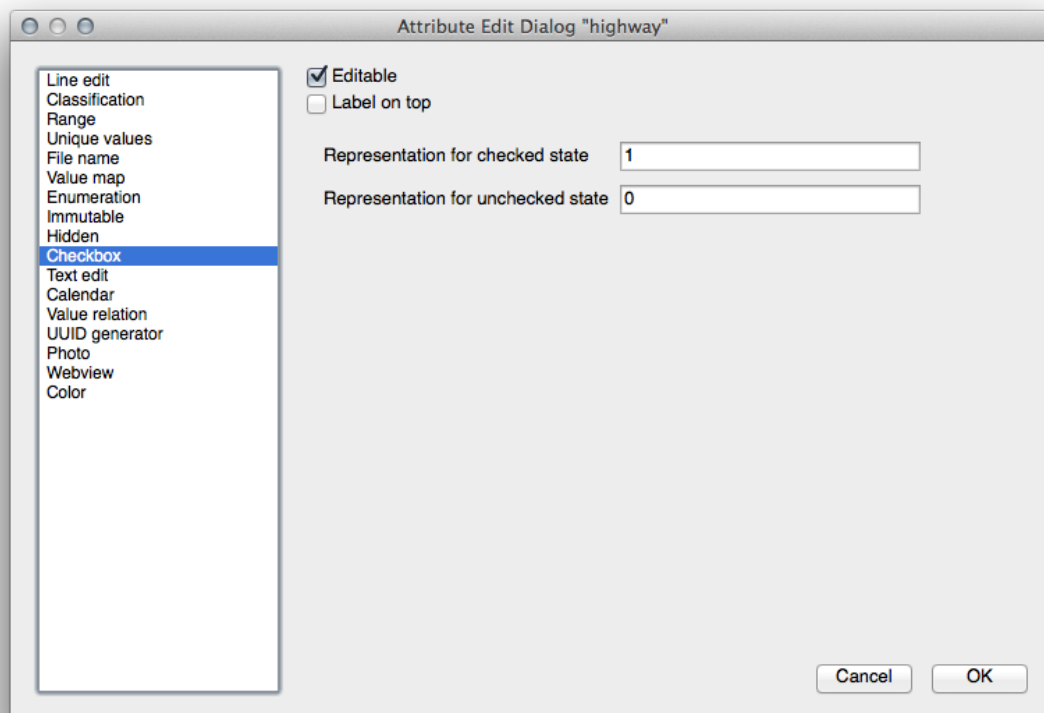 Attribute Edit Dialog "highway"
Line edit
Classification
Range
Unique values
File name
Value map
Enumeration
Immutable
Hidden
Checkbox
Text edit
Calendar
Value relation
UUID generator
Photo
Webview
Color
Editable
Label on top
Representation for checked state 1
Representation for unchecked state 0
Cancel OK